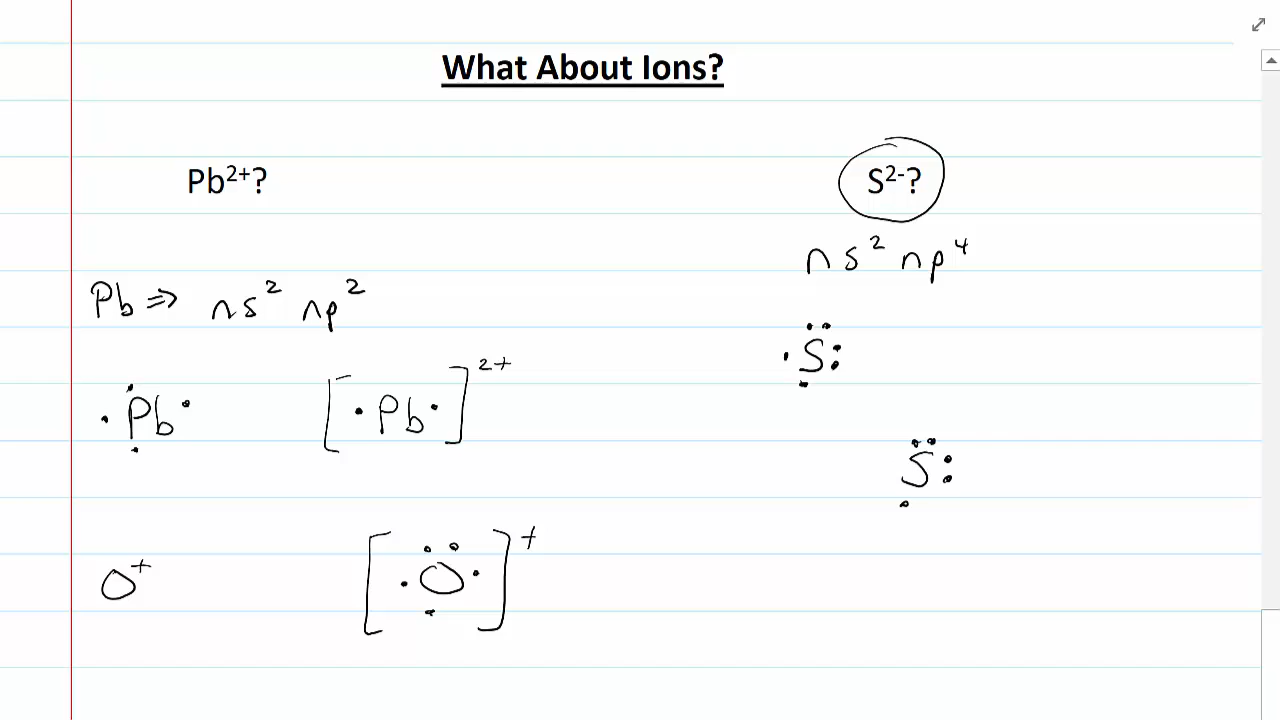 What About Ions?
Pb²⁺?
S²⁻?
ns² np⁴
Pb ⇒ ns² np²
S
Pb [Pb]²⁺
S
O⁺ [O]⁺